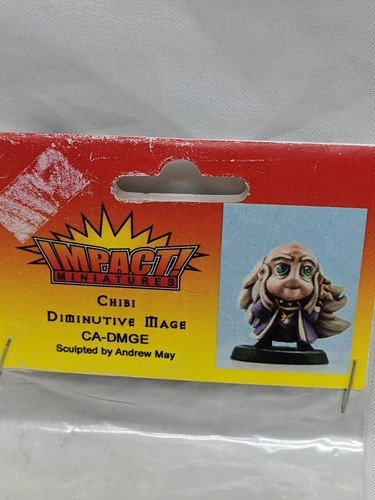 IMPACT!
MINIATURES
Chibi
Diminutive Mage
CA-DMGE
Sculpted by Andrew May